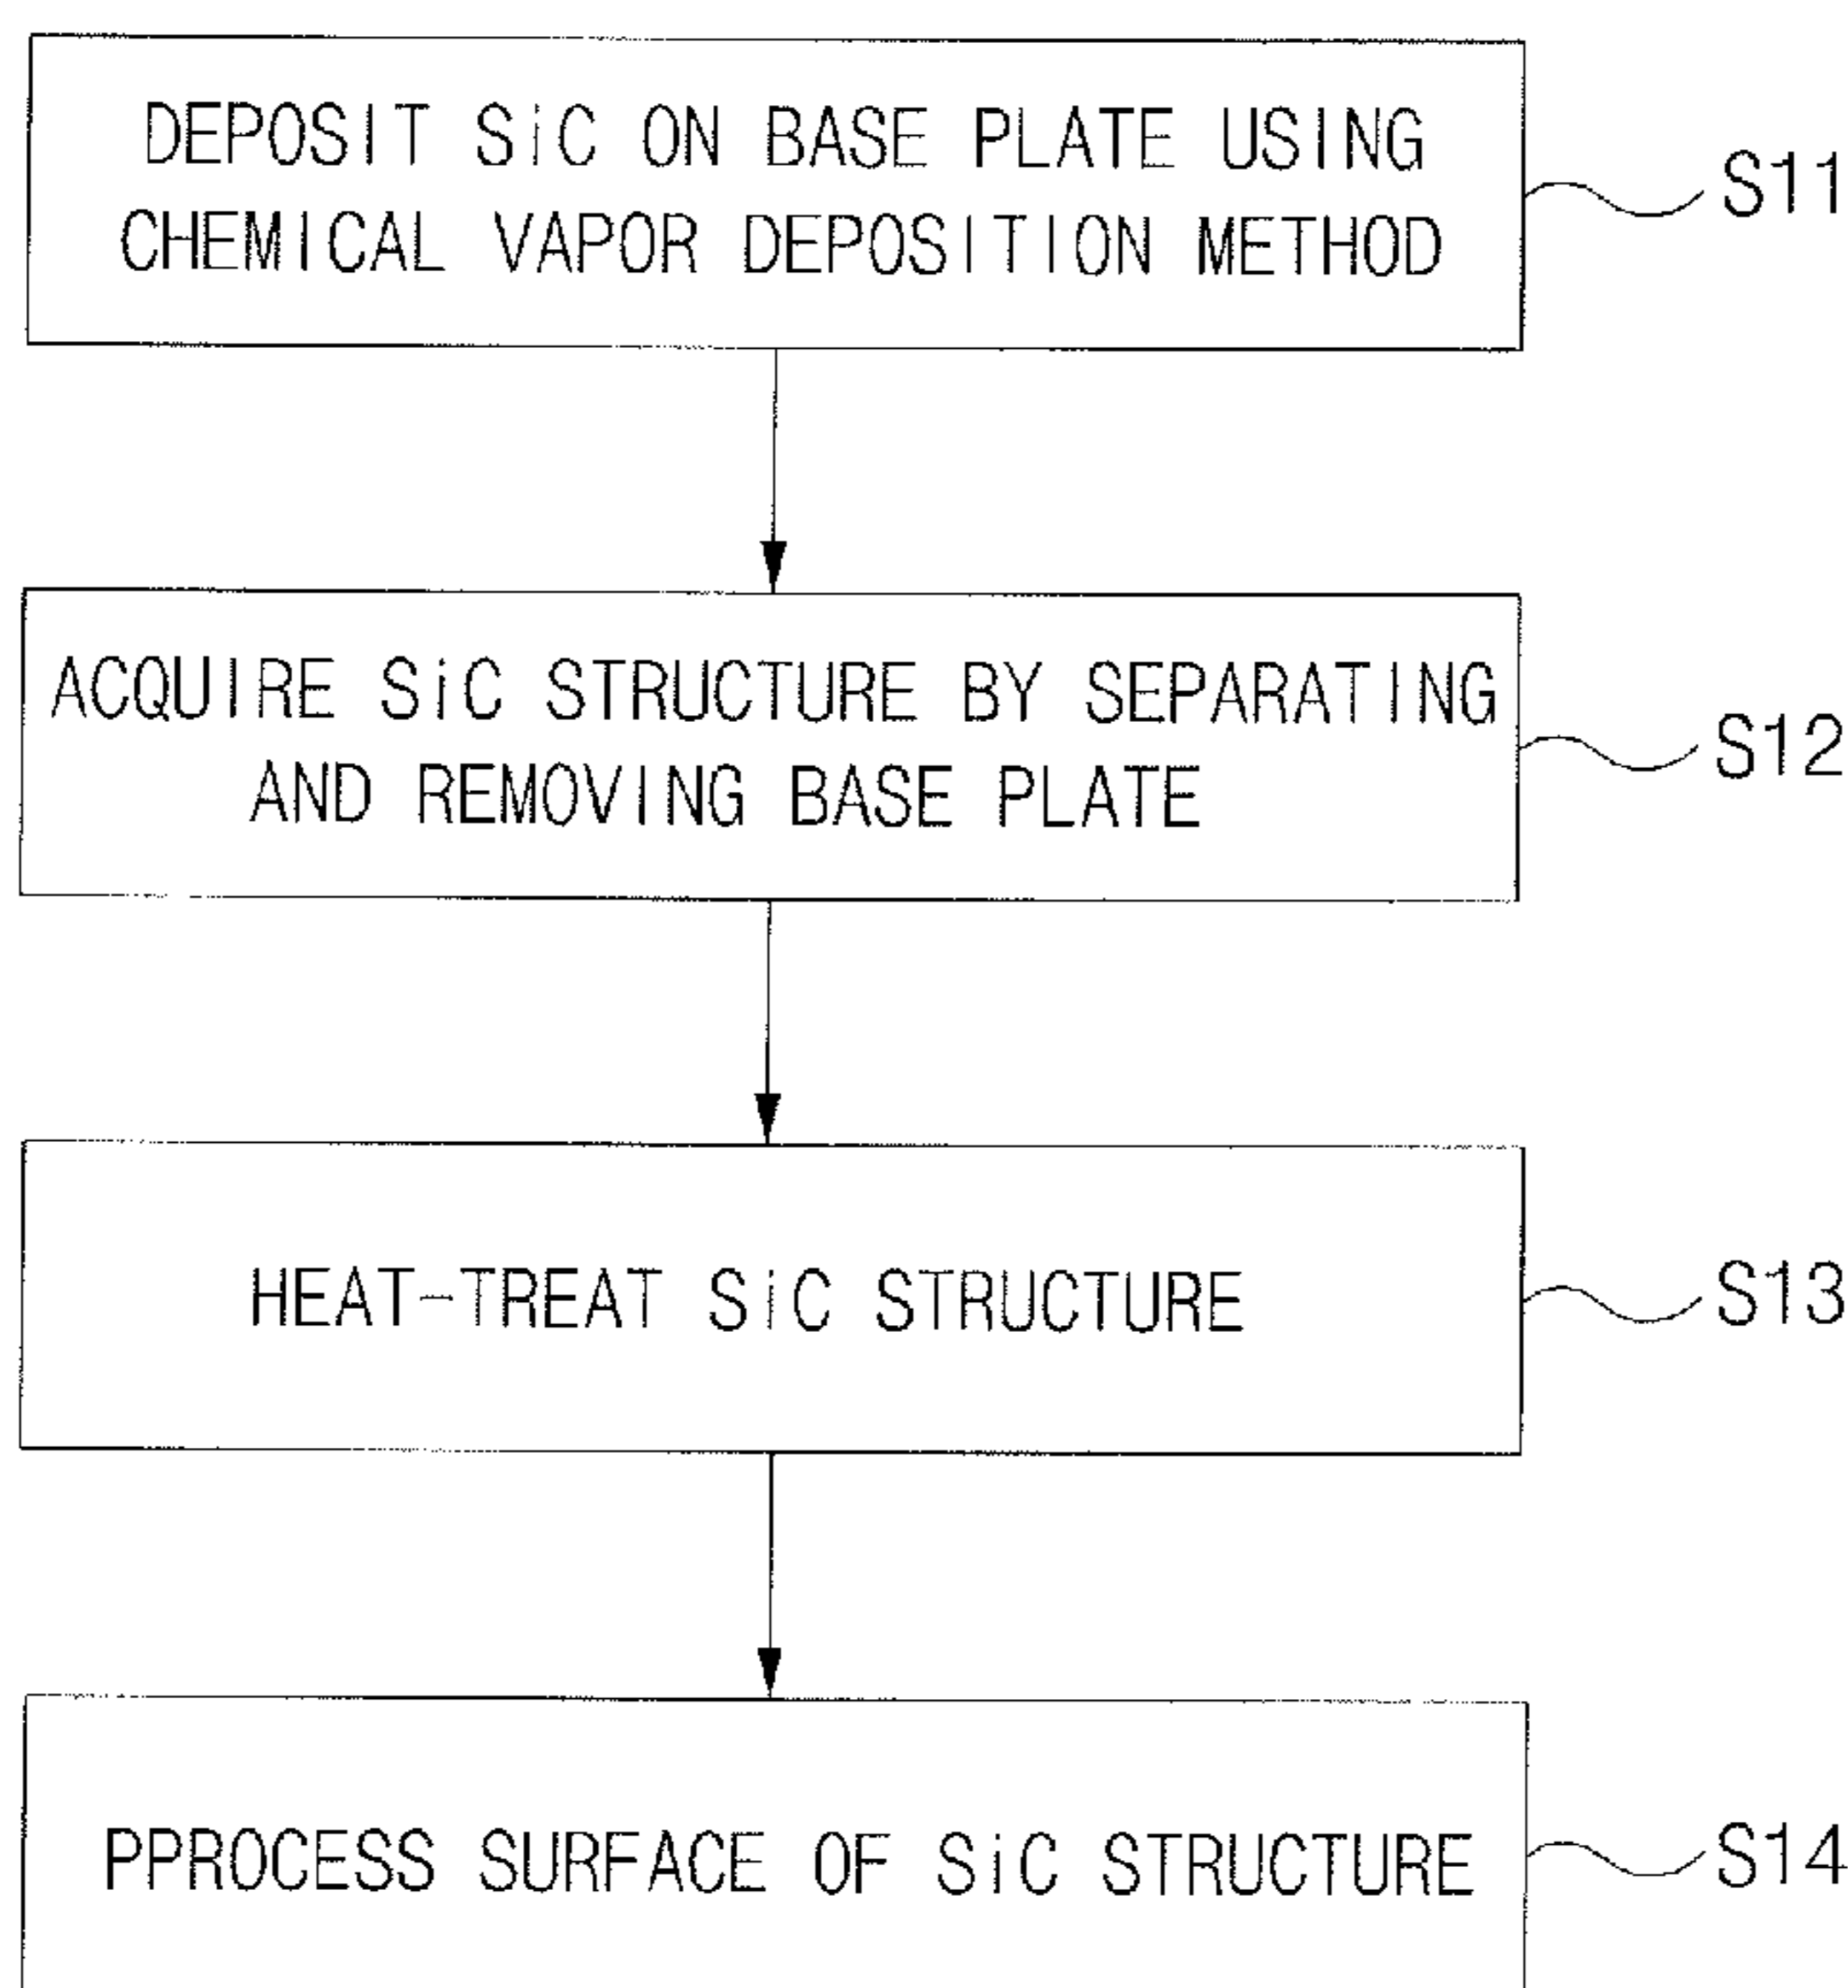 DEPOSIT SiC ON BASE PLATE USING
CHEMICAL VAPOR DEPOSITION METHOD
S11
ACQUIRE SiC STRUCTURE BY SEPARATING
AND REMOVING BASE PLATE
S12
HEAT-TREAT SiC STRUCTURE
S13
PPROCESS SURFACE OF SiC STRUCTURE
S14